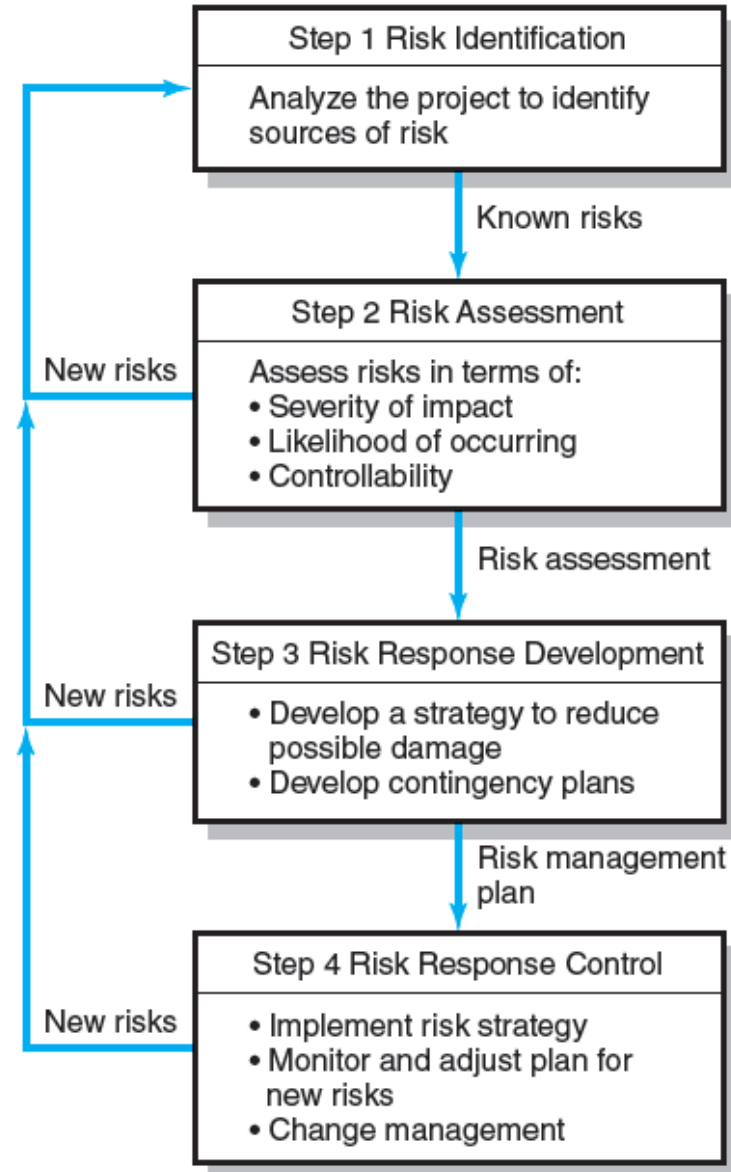 Step 1 Risk Identification
Analyze the project to identify
sources of risk
Known risks
Step 2 Risk Assessment
New risks
Assess risks in terms of:
• Severity of impact
• Likelihood of occurring
• Controllability
Risk assessment
Step 3 Risk Response Development
New risks
• Develop a strategy to reduce
possible damage
• Develop contingency plans
Risk management
plan
Step 4 Risk Response Control
New risks
• Implement risk strategy
• Monitor and adjust plan for
new risks
• Change management